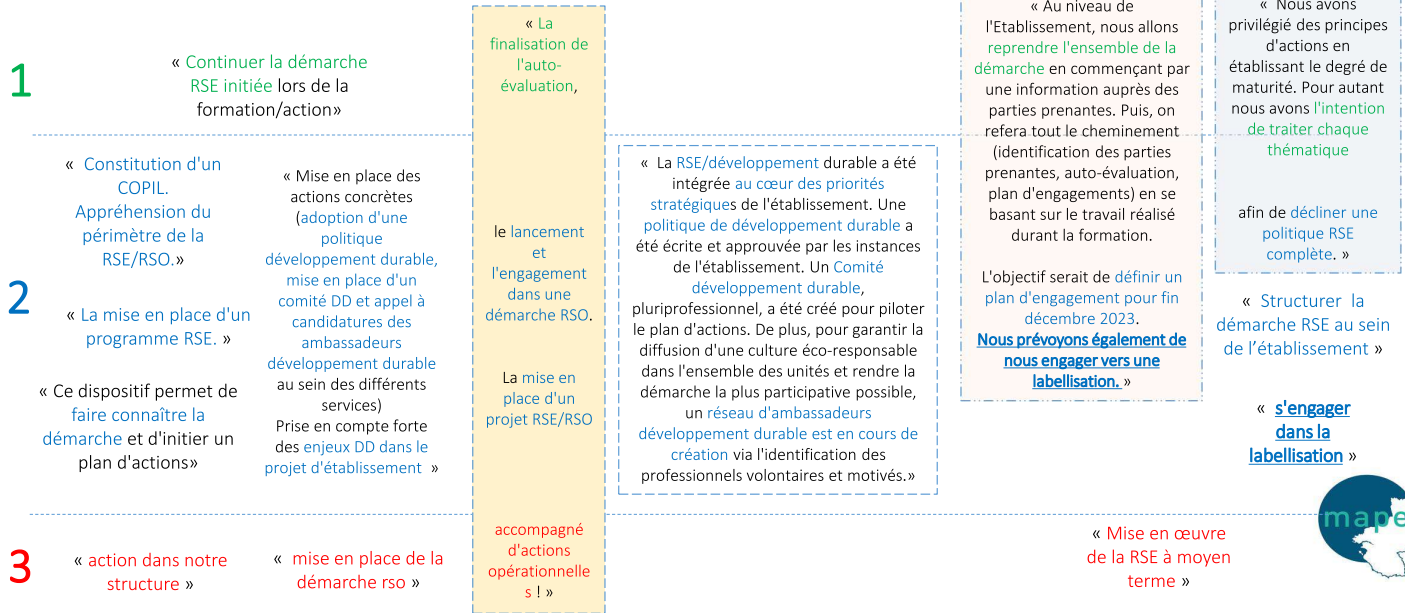 1
« Continuer la démarche
RSE initiée lors de la
formation/action»
« La
finalisation de
l'auto-
évaluation,
le lancement
et
l'engagement
dans une
démarche RSO.
La mise en
place d'un
projet RSE/RSO
accompagné
d'actions
opérationnelle
s ! »
« Au niveau de
l'Etablissement, nous allons
reprendre l'ensemble de la
démarche en commençant par
une information auprès des
parties prenantes. Puis, on
refera tout le cheminement
(identification des parties
prenantes, auto-évaluation,
plan d'engagements) en se
basant sur le travail réalisé
durant la formation.
L'objectif serait de définir un
plan d'engagement pour fin
décembre 2023.
Nous prévoyons également de
nous engager vers une
labellisation. »
« Nous avons
privilégié des principes
d'actions en
établissant le degré de
maturité. Pour autant
nous avons l'intention
de traiter chaque
thématique
afin de décliner une
politique RSE
complète. »
2
« Constitution d'un
COPIL.
Appréhension du
périmètre de la
RSE/RSO.»
« La mise en place d'un
programme RSE. »
« Ce dispositif permet de
faire connaître la
démarche et d'initier un
plan d'actions»
« Mise en place des
actions concrètes
(adoption d'une
politique
développement durable,
mise en place d'un
comité DD et appel à
candidatures des
ambassadeurs
développement durable
au sein des différents
services)
Prise en compte forte
des enjeux DD dans le
projet d'établissement »
« La RSE/développement durable a été
intégrée au cœur des priorités
stratégiques de l'établissement. Une
politique de développement durable a
été écrite et approuvée par les instances
de l'établissement. Un Comité
développement durable,
pluriprofessionnel, a été créé pour piloter
le plan d'actions. De plus, pour garantir la
diffusion d'une culture éco-responsable
dans l'ensemble des unités et rendre la
démarche la plus participative possible,
un réseau d'ambassadeurs
développement durable est en cours de
création via l'identification des
professionnels volontaires et motivés.»
« Structurer la
démarche RSE au sein
de l’établissement »
« s'engager
dans la
labellisation »
3
« action dans notre
structure »
« mise en place de la
démarche rso »
« Mise en œuvre
de la RSE à moyen
terme »
mape